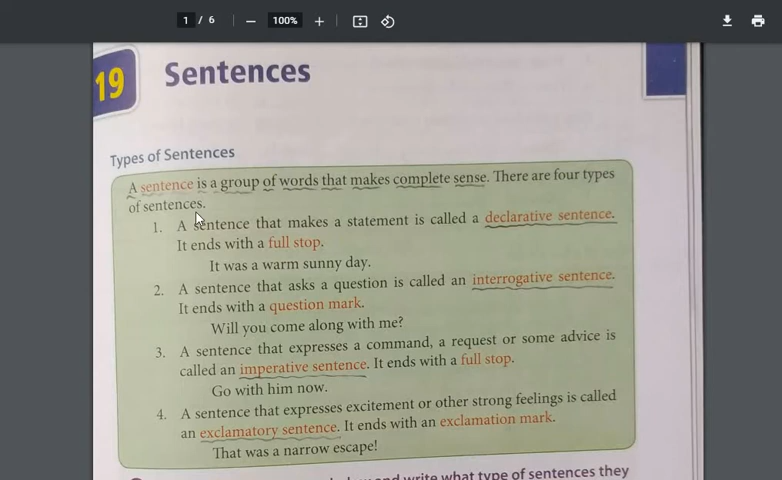 1 / 6
100%
19
Sentences
Types of Sentences
A sentence is a group of words that makes complete sense. There are four types
of sentences.
1. A sentence that makes a statement is called a declarative sentence.
It ends with a full stop.
It was a warm sunny day.
2. A sentence that asks a question is called an interrogative sentence.
It ends with a question mark.
Will you come along with me?
3. A sentence that expresses a command, a request or some advice is
called an imperative sentence. It ends with a full stop.
Go with him now.
4. A sentence that expresses excitement or other strong feelings is called
an exclamatory sentence. It ends with an exclamation mark.
That was a narrow escape!
and write what type of sentences they